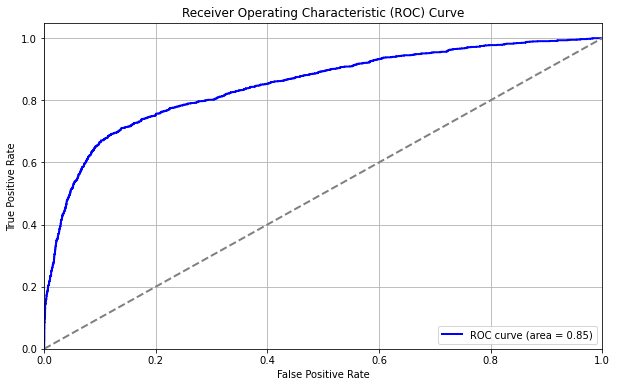 Receiver Operating Characteristic (ROC) Curve
1.0
0.8
0.6
0.4
0.2
0.0
True Positive Rate
ROC curve (area = 0.85)
0.0 0.2 0.4 0.6 0.8 1.0
False Positive Rate